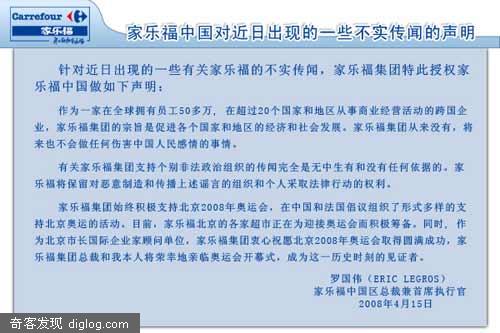 Carrefour
家乐福
家乐福中国对近日出现的一些不实传闻的声明
针对近日出现的一些有关家乐福的不实传闻，家乐福集团特此授权家
乐福中国做如下声明：
作为一家在全球拥有员工50多万，在超过20个国家和地区从事商业经营活动的跨国企
业，家乐福集团的宗旨是促进各个国家和地区的经济和社会发展。家乐福集团从来没有，将
来也不会做任何伤害中国人民感情的事情。
有关家乐福集团支持个别非法政治组织的传闻完全是无中生有和没有任何依据的。家
乐福将保留对恶意制造和传播上述谣言的组织和个人采取法律行动的权利。
家乐福集团始终积极支持北京2008年奥运会，在中国和法国倡议组织了形式多样的支
持北京奥运的活动。目前，家乐福北京的各家超市正在为迎接奥运会而积极筹备。同时，作
为北京市长国际企业家顾问单位，家乐福集团衷心祝愿北京2008年奥运会取得圆满成功，家
乐福集团总裁和我本人将荣幸地亲临奥运会开幕式，成为这一历史时刻的见证者。
罗国伟（ERIC LEGROS）
家乐福中国区总裁兼首席执行官
2008年4月15日
奇客发现 diglog.com